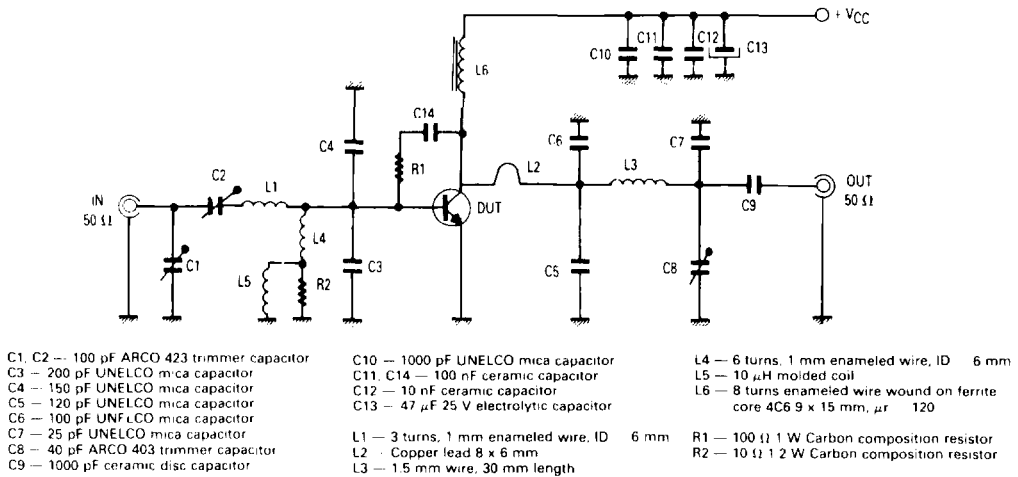 + VCC
C10
C11
C12
C13
L6
C14
C4
R1
C6
C7
L2
L3
C2
L1
IN
50 Ω
DUT
C9
OUT
50 Ω
C1
L4
L5
R2
C3
C5
C8
C1, C2 — 100 pF ARCO 423 trimmer capacitor
C3 — 200 pF UNELCO mica capacitor
C4 — 150 pF UNELCO mica capacitor
C5 — 120 pF UNELCO mica capacitor
C6 — 100 pF UNELCO mica capacitor
C7 — 25 pF UNELCO mica capacitor
C8 — 40 pF ARCO 403 trimmer capacitor
C9 — 1000 pF ceramic disc capacitor
C10 — 1000 pF UNELCO mica capacitor
C11, C14 — 100 nF ceramic capacitor
C12 — 10 nF ceramic capacitor
C13 — 47 μF 25 V electrolytic capacitor
L1 — 3 turns, 1 mm enameled wire, ID 6 mm
L2 - Copper lead 8 x 6 mm
L3 — 1.5 mm wire, 30 mm length
L4 — 6 turns, 1 mm enameled wire, ID 6 mm
L5 — 10 μH molded coil
L6 — 8 turns enameled wire wound on ferrite
core 4C6 9 x 15 mm, μr 120
R1 — 100 Ω 1 W Carbon composition resistor
R2 — 10 Ω 1 2 W Carbon composition resistor